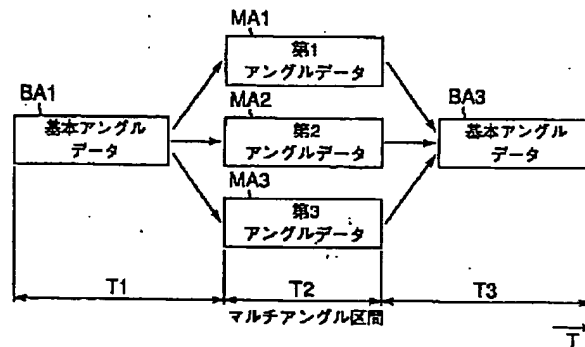 MA1
第1
アングルデータ
BA1
基本アングル
データ
MA2
第2
アングルデータ
BA3
基本アングル
データ
MA3
第3
アングルデータ
T1
T2
T3
マルチアングル区間
T